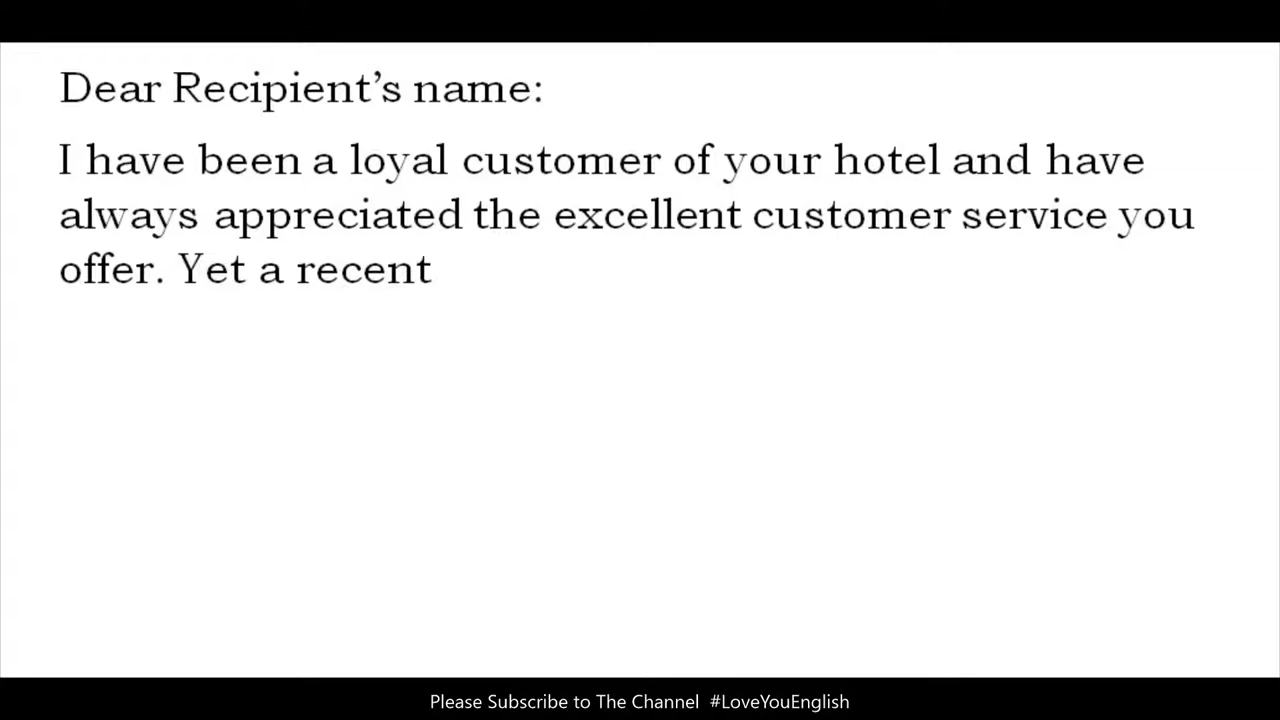 Dear Recipient’s name:
I have been a loyal customer of your hotel and have
always appreciated the excellent customer service you
offer. Yet a recent
Please Subscribe to The Channel #LoveYouEnglish